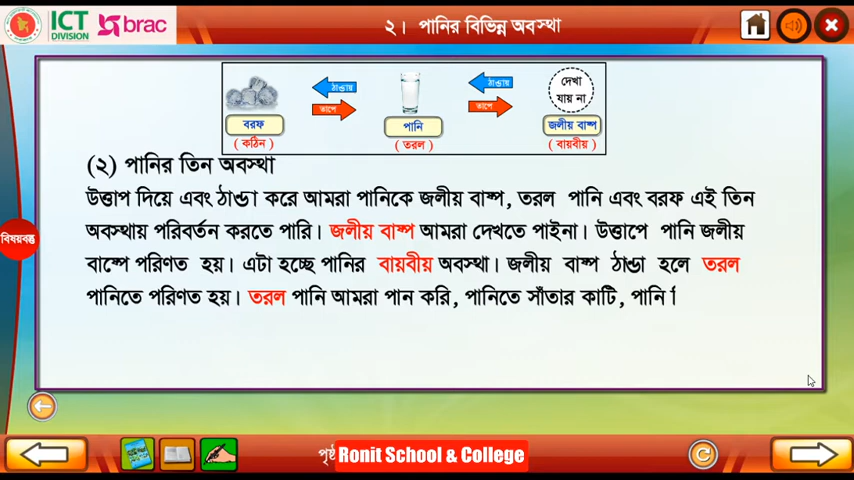 ICT
DIVISION
brac
২। পানির বিভিন্ন অবস্থা
দেখা
যায় না
ঠাণ্ডায়
ঠাণ্ডায়
তাপে
তাপে
বরফ
পানি
জলীয় বাষ্প
( কঠিন )
( তরল )
( বায়বীয় )
(২) পানির তিন অবস্থা
উত্তাপ দিয়ে এবং ঠাণ্ডা করে আমরা পানিকে জলীয় বাষ্প, তরল পানি এবং বরফ এই তিন
অবস্থায় পরিবর্তন করতে পারি। জলীয় বাষ্প আমরা দেখতে পাইনা। উত্তাপে পানি জলীয়
বাষ্পে পরিণত হয়। এটা হচ্ছে পানির বায়বীয় অবস্থা। জলীয় বাষ্প ঠাণ্ডা হলে তরল
পানিতে পরিণত হয়। তরল পানি আমরা পান করি, পানিতে সাঁতার কাটি, পানি
বিষয়বস্তু
Ronit School & College